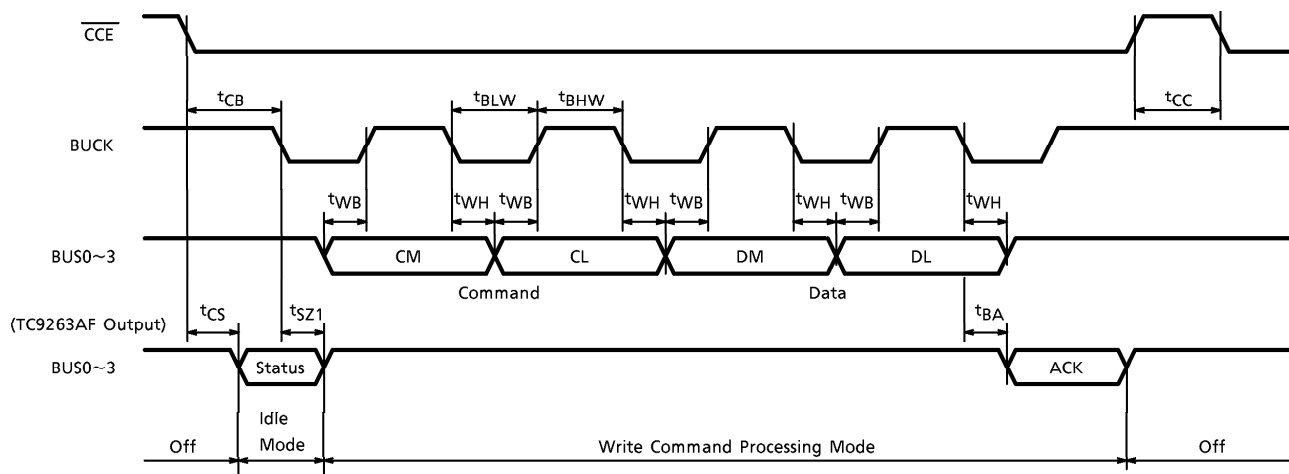 CCE
tCB
tBLW
tBHW
tCC
BUCK
tWB
tWH
tWB
tWH
tWB
tWH
tWB
tWH
BUS0~3
CM
CL
DM
DL
Command
Data
tCS
tSZ1
tBA
(TC9263AF Output)
BUS0~3
Status
ACK
Idle
Mode
Off
Write Command Processing Mode
Off